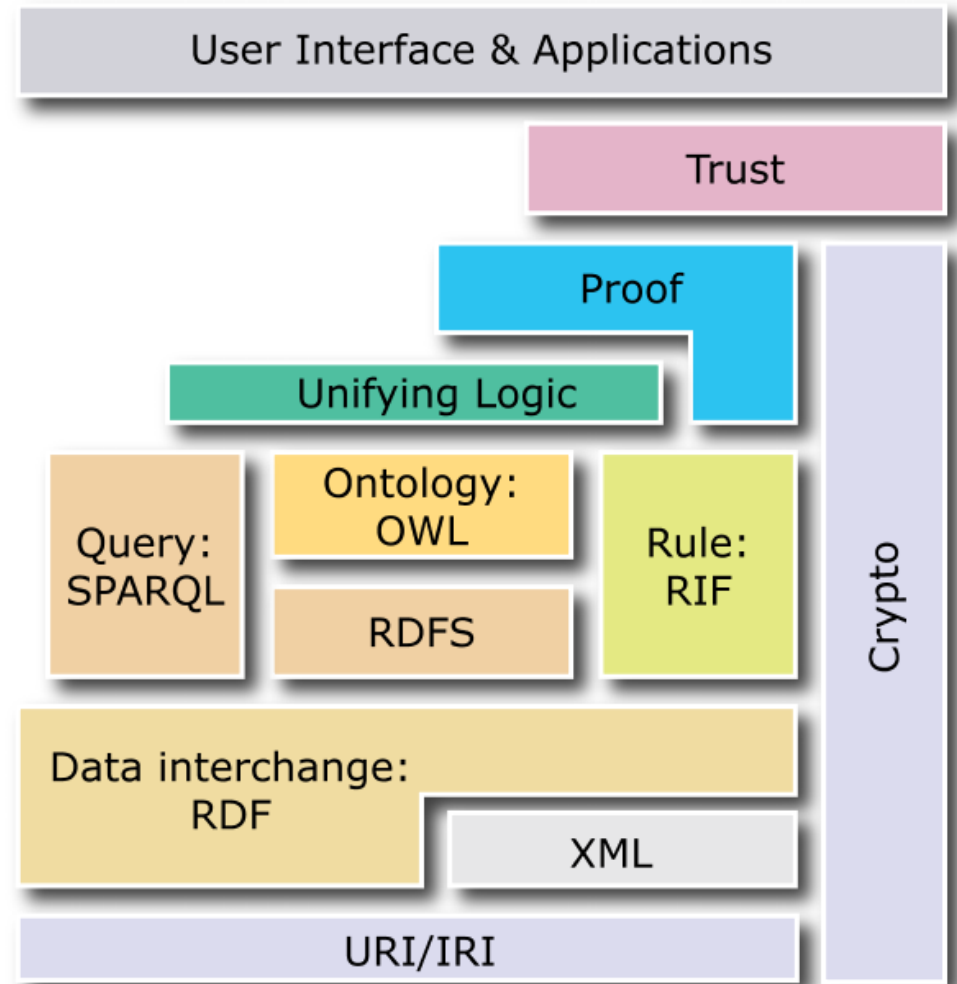 User Interface & Applications
Trust
Proof
Unifying Logic
Query:
SPARQL
Ontology:
OWL
RDFS
Rule:
RIF
Crypto
Data interchange:
RDF
XML
URI/IRI